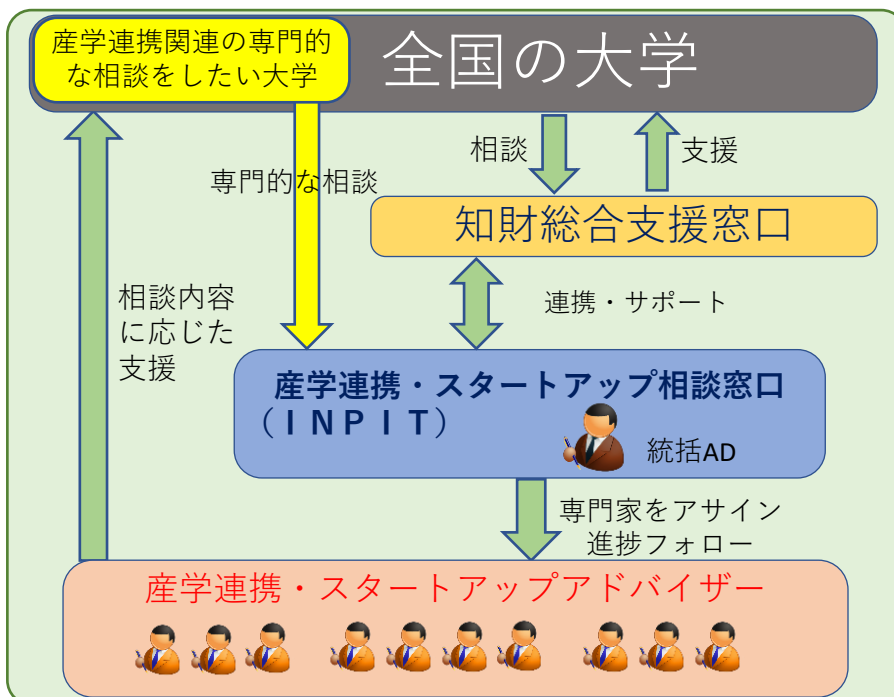 産学連携関連の専門的
な相談をしたい大学
全国の大学
相談
支援
専門的な相談
知財総合支援窓口
相談内容
に応じた
支援
連携・サポート
産学連携・スタートアップ相談窓口
（ＩＮＰＩＴ）
統括AD
専門家をアサイン
進捗フォロー
産学連携・スタートアップアドバイザー